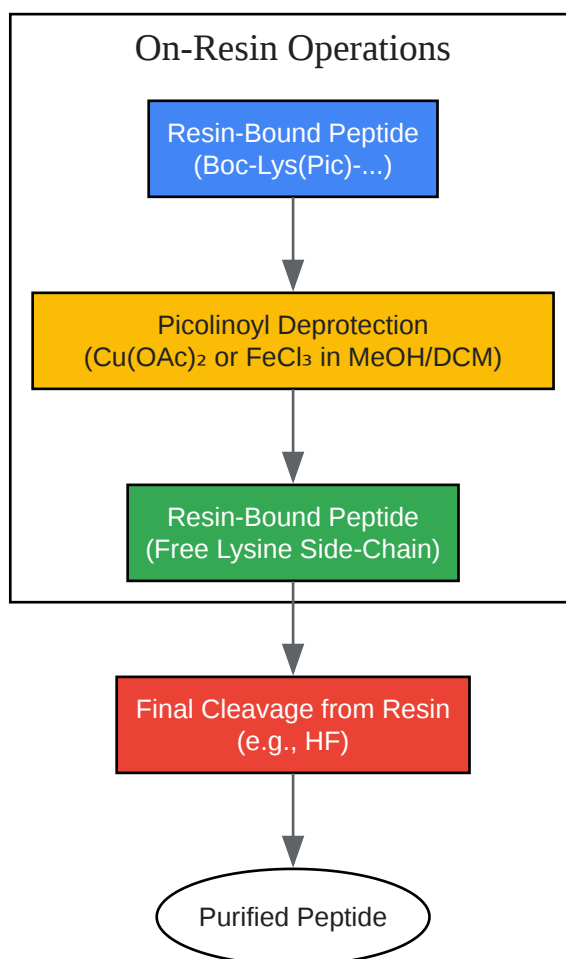 On-Resin Operations
Resin-Bound Peptide
(Boc-Lys(Pic)-...)
Picolinoyl Deprotection
(Cu(OAc)₂ or FeCl₃ in MeOH/DCM)
Resin-Bound Peptide
(Free Lysine Side-Chain)
Final Cleavage from Resin
(e.g., HF)
Purified Peptide